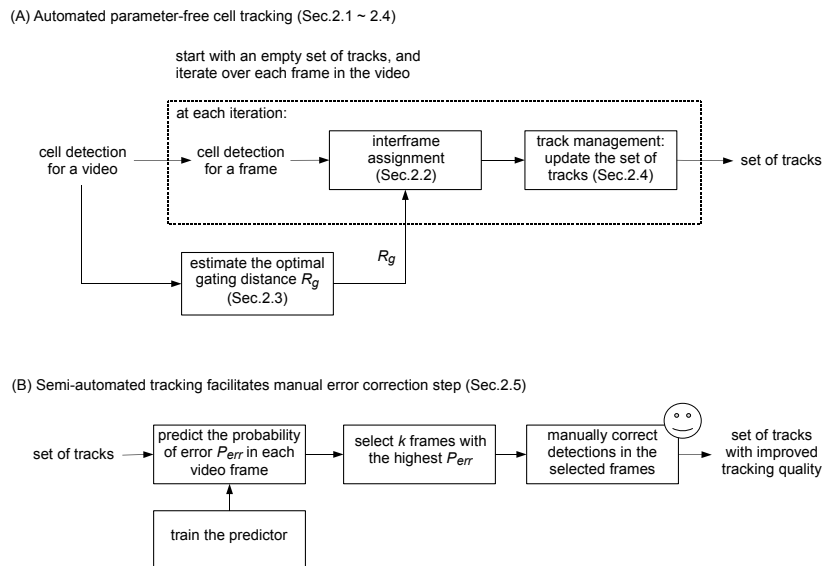 (A) Automated parameter-free cell tracking (Sec.2.1 ~ 2.4)
start with an empty set of tracks, and
iterate over each frame in the video
at each iteration:
cell detection
for a video
cell detection
for a frame
interframe
assignment
(Sec.2.2)
track management:
update the set of
tracks (Sec.2.4)
set of tracks
estimate the optimal
gating distance Rg
(Sec.2.3)
Rg
(B) Semi-automated tracking facilitates manual error correction step (Sec.2.5)
set of tracks
predict the probability
of error Perr in each
video frame
select k frames with
the highest Perr
manually correct
detections in the
selected frames
set of tracks
with improved
tracking quality
train the predictor